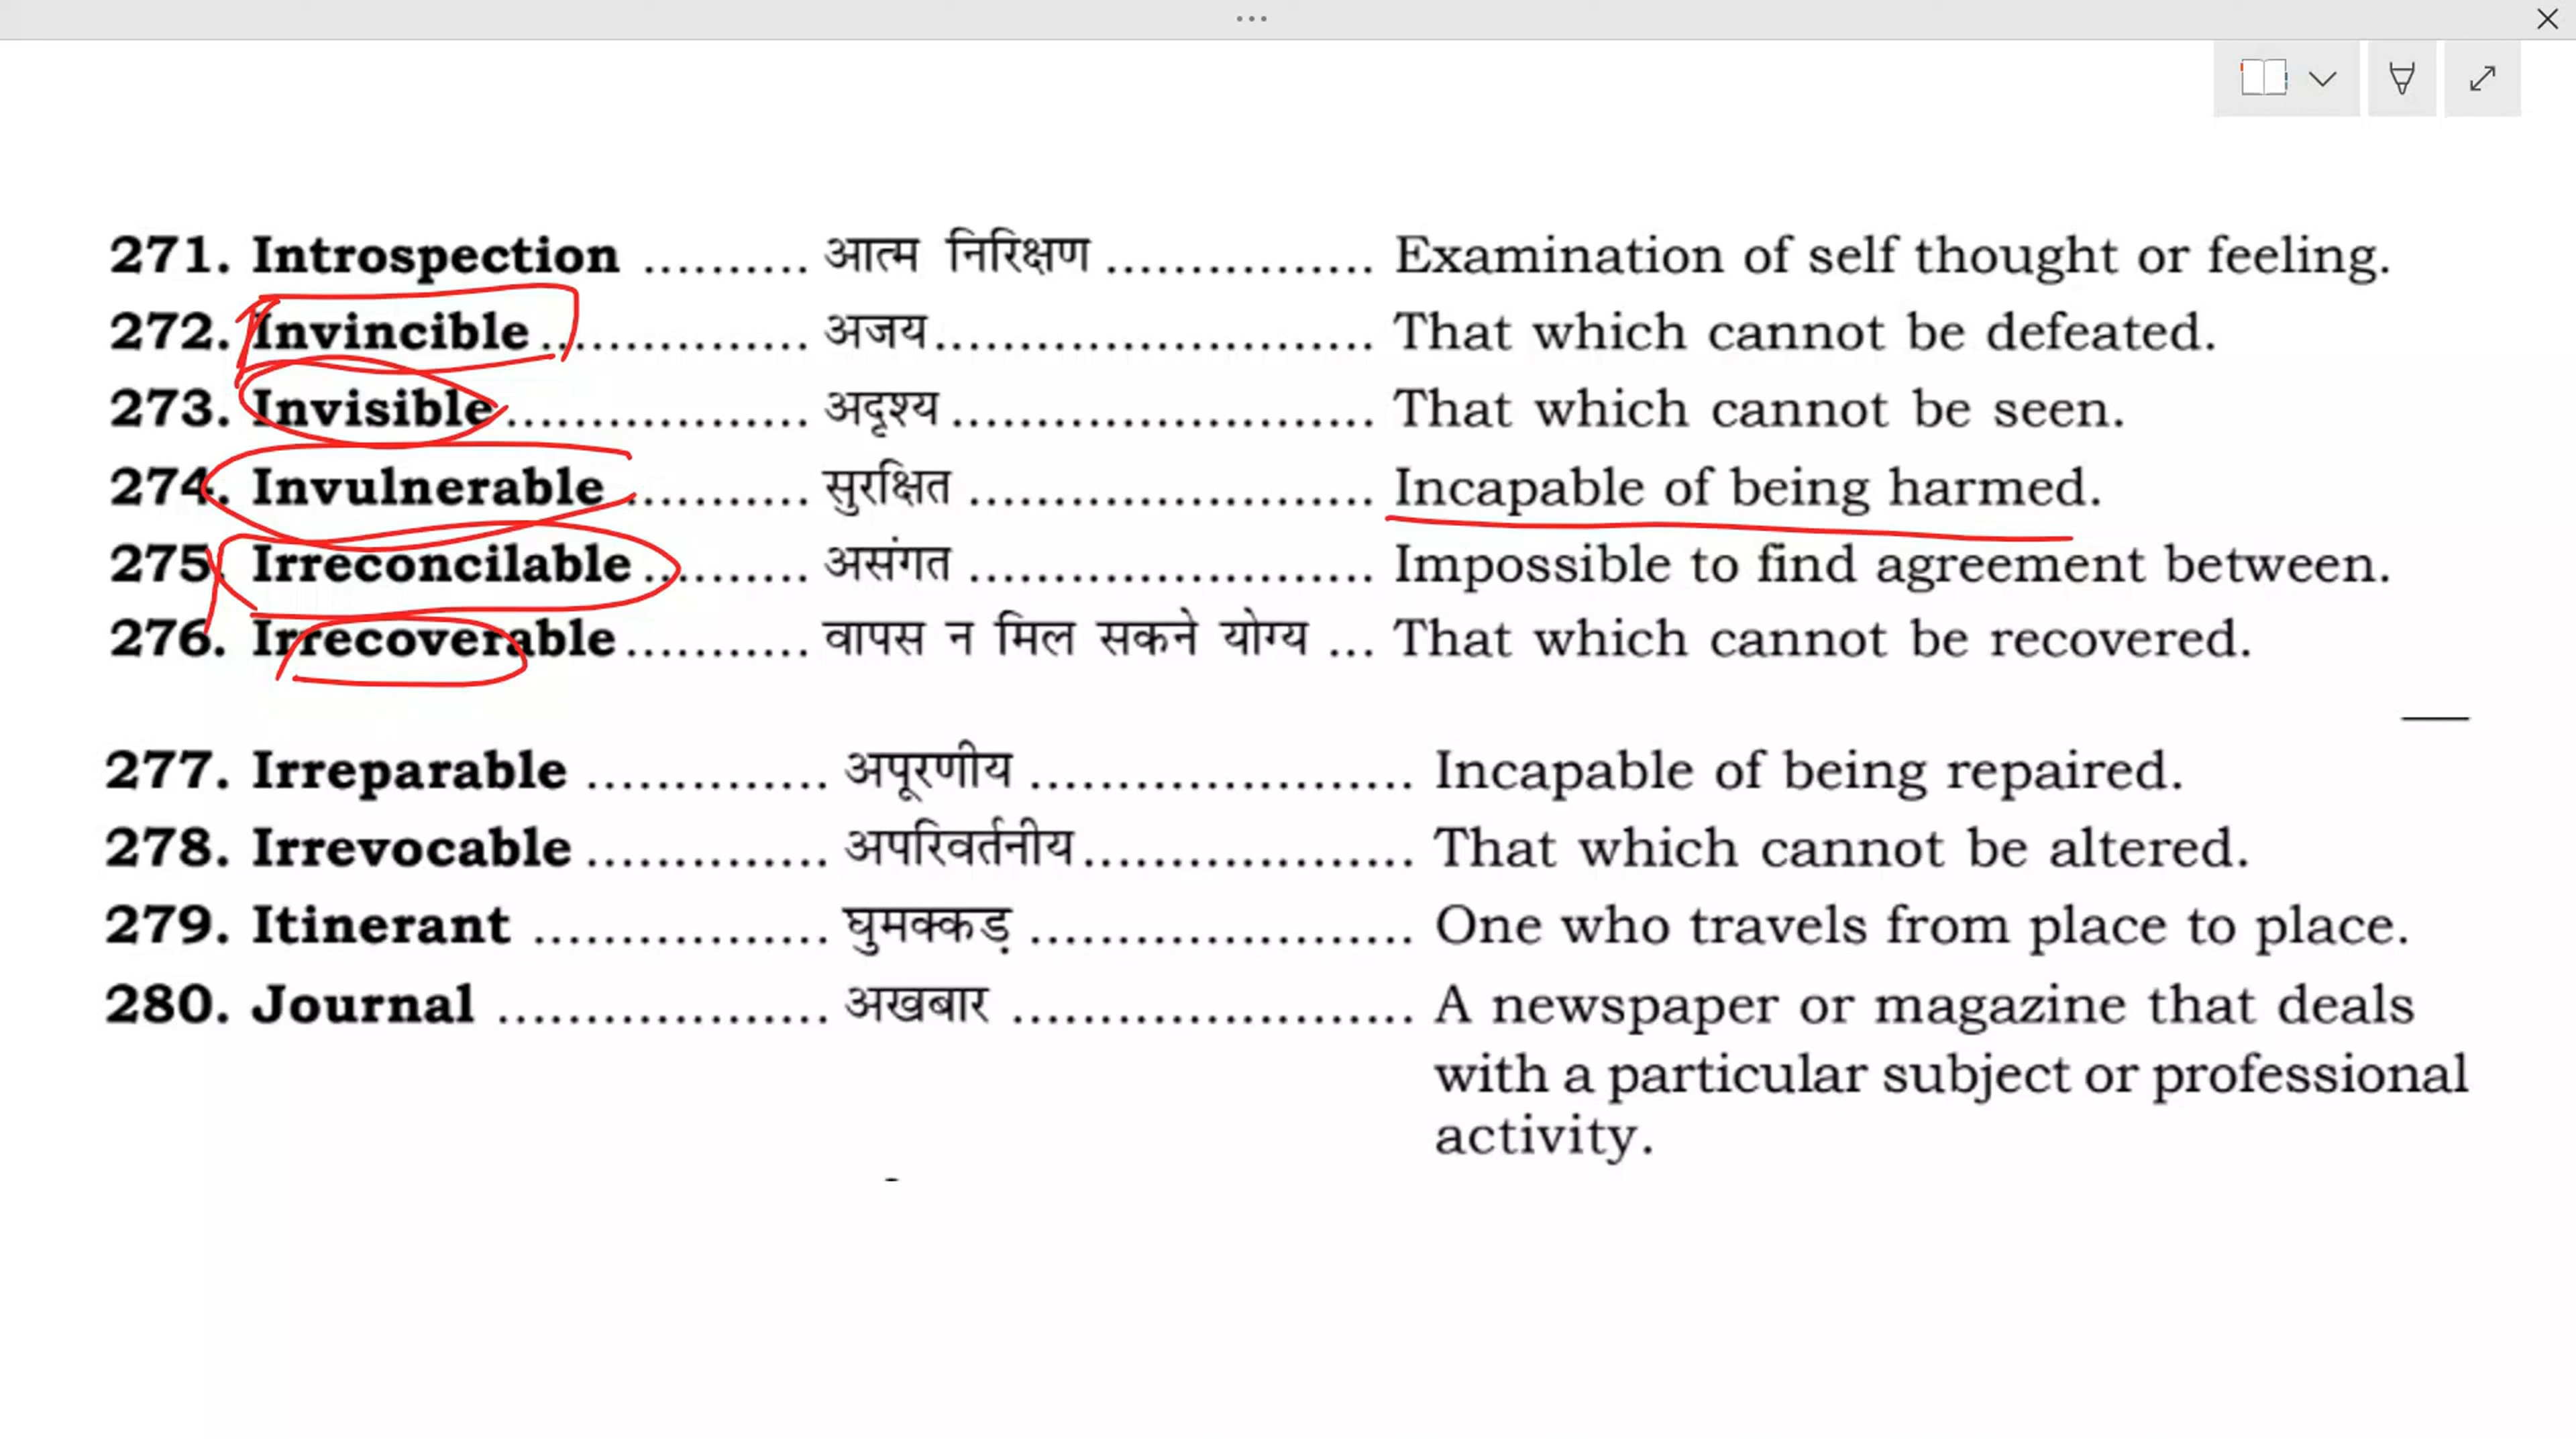 271. Introspection .......... आत्म निरिक्षण ................ Examination of self thought or feeling.
272. Invincible ................ अजय........................... That which cannot be defeated.
273. Invisible .................. अदृश्य ......................... That which cannot be seen.
274. Invulnerable ........... सुरक्षित ........................ Incapable of being harmed.
275. Irreconcilable .......... असंगत ........................ Impossible to find agreement between.
276. Irrecoverable ........... वापस न मिल सकने योग्य ... That which cannot be recovered.
277. Irreparable .............. अपूरणीय ....................... Incapable of being repaired.
278. Irrevocable .............. अपरिवर्तनीय.................... That which cannot be altered.
279. Itinerant ................. घुमक्कड़ ....................... One who travels from place to place.
280. Journal ................... अखबार ........................ A newspaper or magazine that deals
with a particular subject or professional
activity.